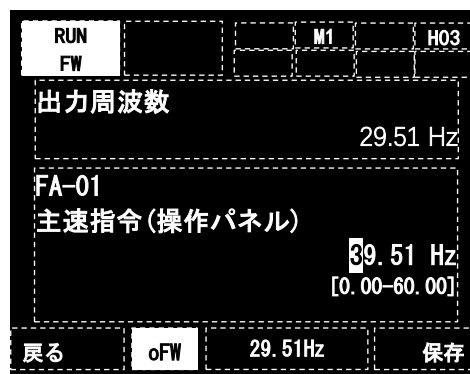 RUN M1 H03
FW
出力周波数
29.51 Hz
FA-01
主速指令(操作パネル)
39.51 Hz
[0.00-60.00]
戻る oFW 29.51Hz 保存